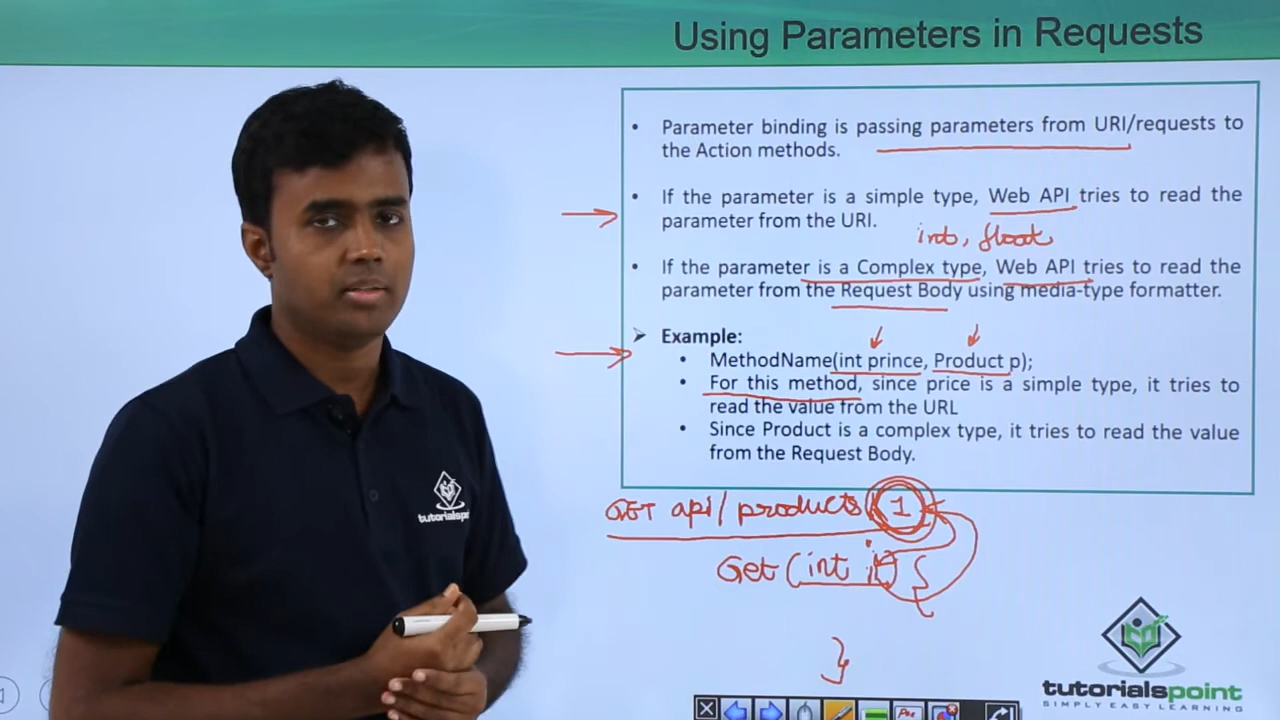 Using Parameters in Requests
• Parameter binding is passing parameters from URI/requests to
the Action methods.
• If the parameter is a simple type, Web API tries to read the
parameter from the URI.
int, float
• If the parameter is a Complex type, Web API tries to read the
parameter from the Request Body using media-type formatter.
➤ Example:
• MethodName(int prince, Product p);
• For this method, since price is a simple type, it tries to
read the value from the URL
• Since Product is a complex type, it tries to read the value
from the Request Body.
GET api/products/1
Get (int i) {
}
tutorialsp
tutorialspoint
SIMPLY EASY LEARNING